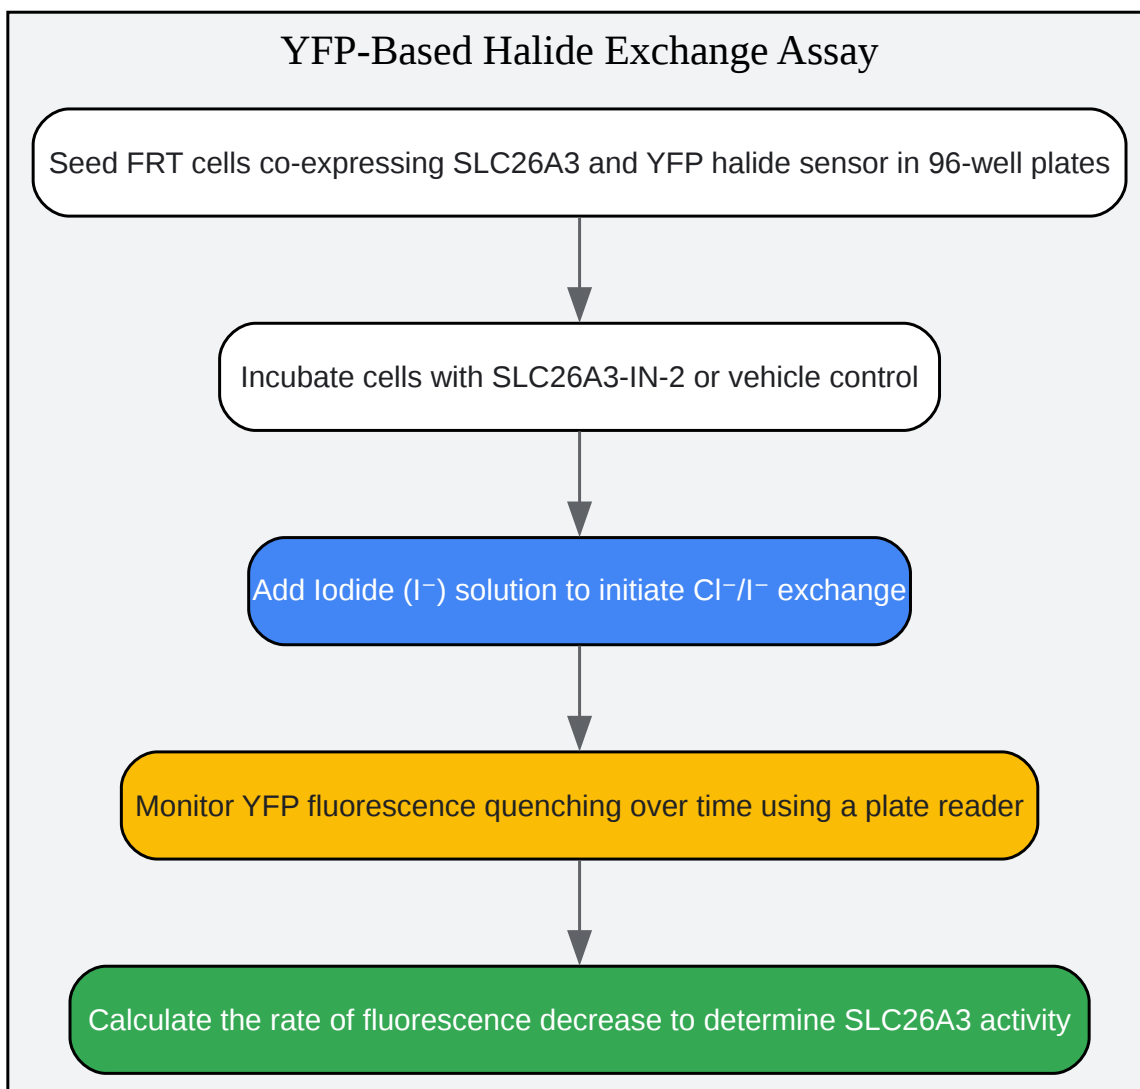 YFP-Based Halide Exchange Assay
Seed FRT cells co-expressing SLC26A3 and YFP halide sensor in 96-well plates
Incubate cells with SLC26A3-IN-2 or vehicle control
Add Iodide (I⁻) solution to initiate Cl⁻/I⁻ exchange
Monitor YFP fluorescence quenching over time using a plate reader
Calculate the rate of fluorescence decrease to determine SLC26A3 activity